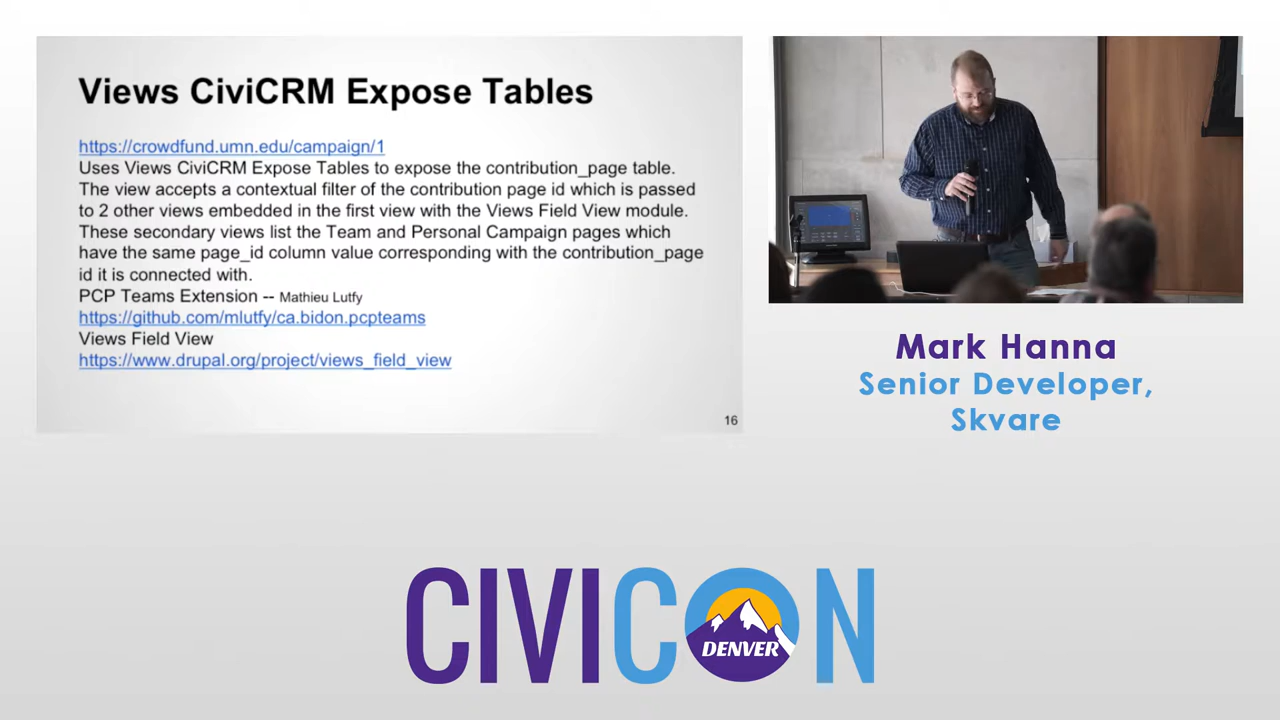 Views CiviCRM Expose Tables
https://crowdfund.umn.edu/campaign/1
Uses Views CiviCRM Expose Tables to expose the contribution_page table.
The view accepts a contextual filter of the contribution page id which is passed
to 2 other views embedded in the first view with the Views Field View module.
These secondary views list the Team and Personal Campaign pages which
have the same page_id column value corresponding with the contribution_page
id it is connected with.
PCP Teams Extension -- Mathieu Lutfy
https://github.com/mlutfy/ca.bidon.pcpteams
Views Field View
https://www.drupal.org/project/views_field_view
16
Mark Hanna
Senior Developer,
Skvare
CIVICON
DENVER